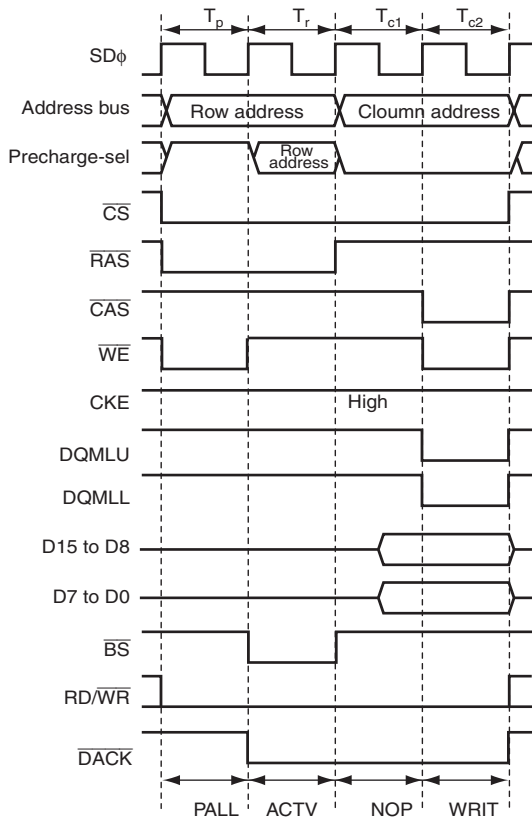 Tp Tr Tc1 Tc2
SDϕ
Address bus Row address Cloumn address
Precharge-sel Row address
CS
RAS
CAS
WE
CKE High
DQMLU
DQMLL
D15 to D8
D7 to D0
BS
RD/WR
DACK
PALL ACTV NOP WRIT